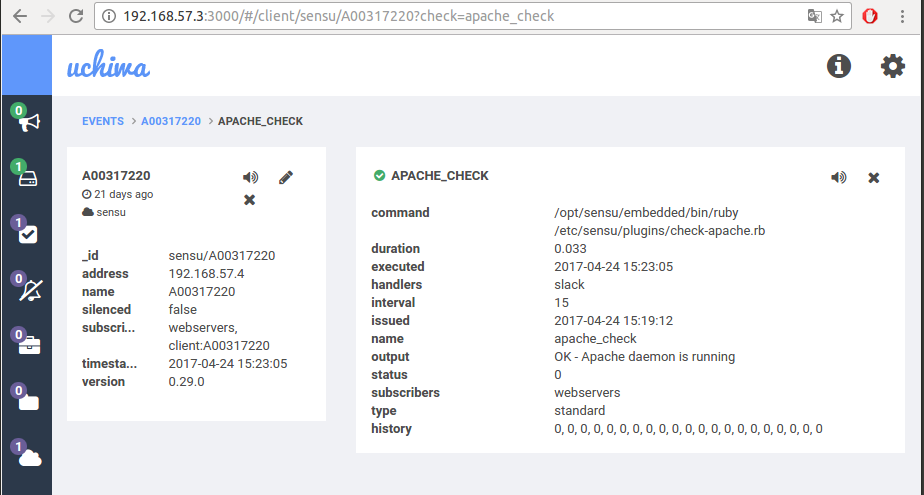 192.168.57.3:3000/#/client/sensu/A00317220?check=apache_check
uchiwa
0
1
1
0
0
0
1
EVENTS > A00317220 > APACHE_CHECK
A00317220
21 days ago
sensu
_id sensu/A00317220
address 192.168.57.4
name A00317220
silenced false
subscri... webservers,
client:A00317220
timesta... 2017-04-24 15:23:05
version 0.29.0
APACHE_CHECK
command /opt/sensu/embedded/bin/ruby
/etc/sensu/plugins/check-apache.rb
duration 0.033
executed 2017-04-24 15:23:05
handlers slack
interval 15
issued 2017-04-24 15:19:12
name apache_check
output OK - Apache daemon is running
status 0
subscribers webservers
type standard
history 0, 0, 0, 0, 0, 0, 0, 0, 0, 0, 0, 0, 0, 0, 0, 0, 0, 0, 0, 0, 0